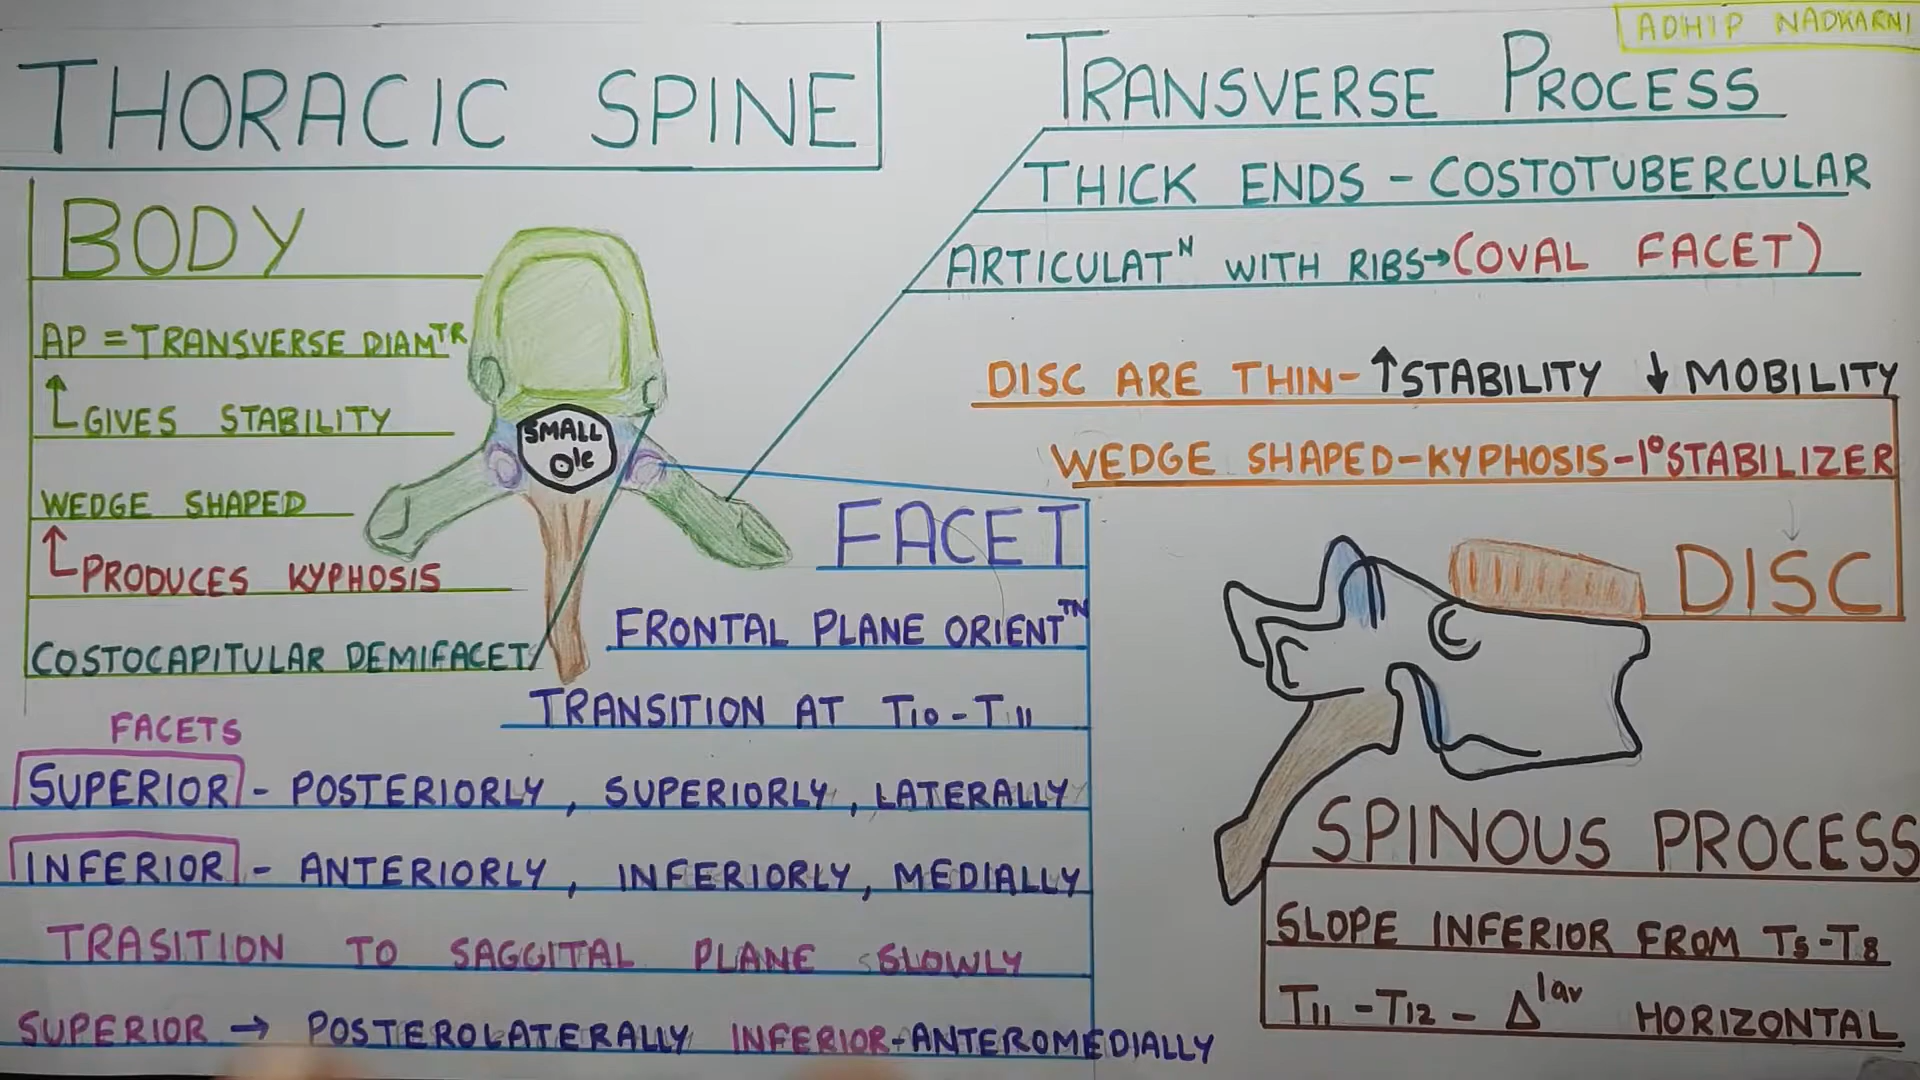 ADHIP NADKARNI
THORACIC SPINE
BODY
AP = TRANSVERSE DIAMTR
GIVES STABILITY
WEDGE SHAPED
PRODUCES KYPHOSIS
COSTOCAPITULAR DEMIFACET
SMALL
Ole
TRANSVERSE PROCESS
THICK ENDS - COSTOTUBERCULAR
ARTICULATN WITH RIBS→(OVAL FACET)
DISC ARE THIN- ↑STABILITY ↓MOBILITY
WEDGE SHAPED-KYPHOSIS-1°STABILIZER
DISC
FACET
FRONTAL PLANE ORIENTTN
TRANSITION AT T10-T11
FACETS
SUPERIOR - POSTERIORLY, SUPERIORLY, LATERALLY
INFERIOR - ANTERIORLY, INFERIORLY, MEDIALLY
TRASITION TO SAGGITAL PLANE SLOWLY
SUPERIOR → POSTEROLATERALLY INFERIOR-ANTEROMEDIALLY
SPINOUS PROCESS
SLOPE INFERIOR FROM T5-T8
T11-T12- Δlar HORIZONTAL